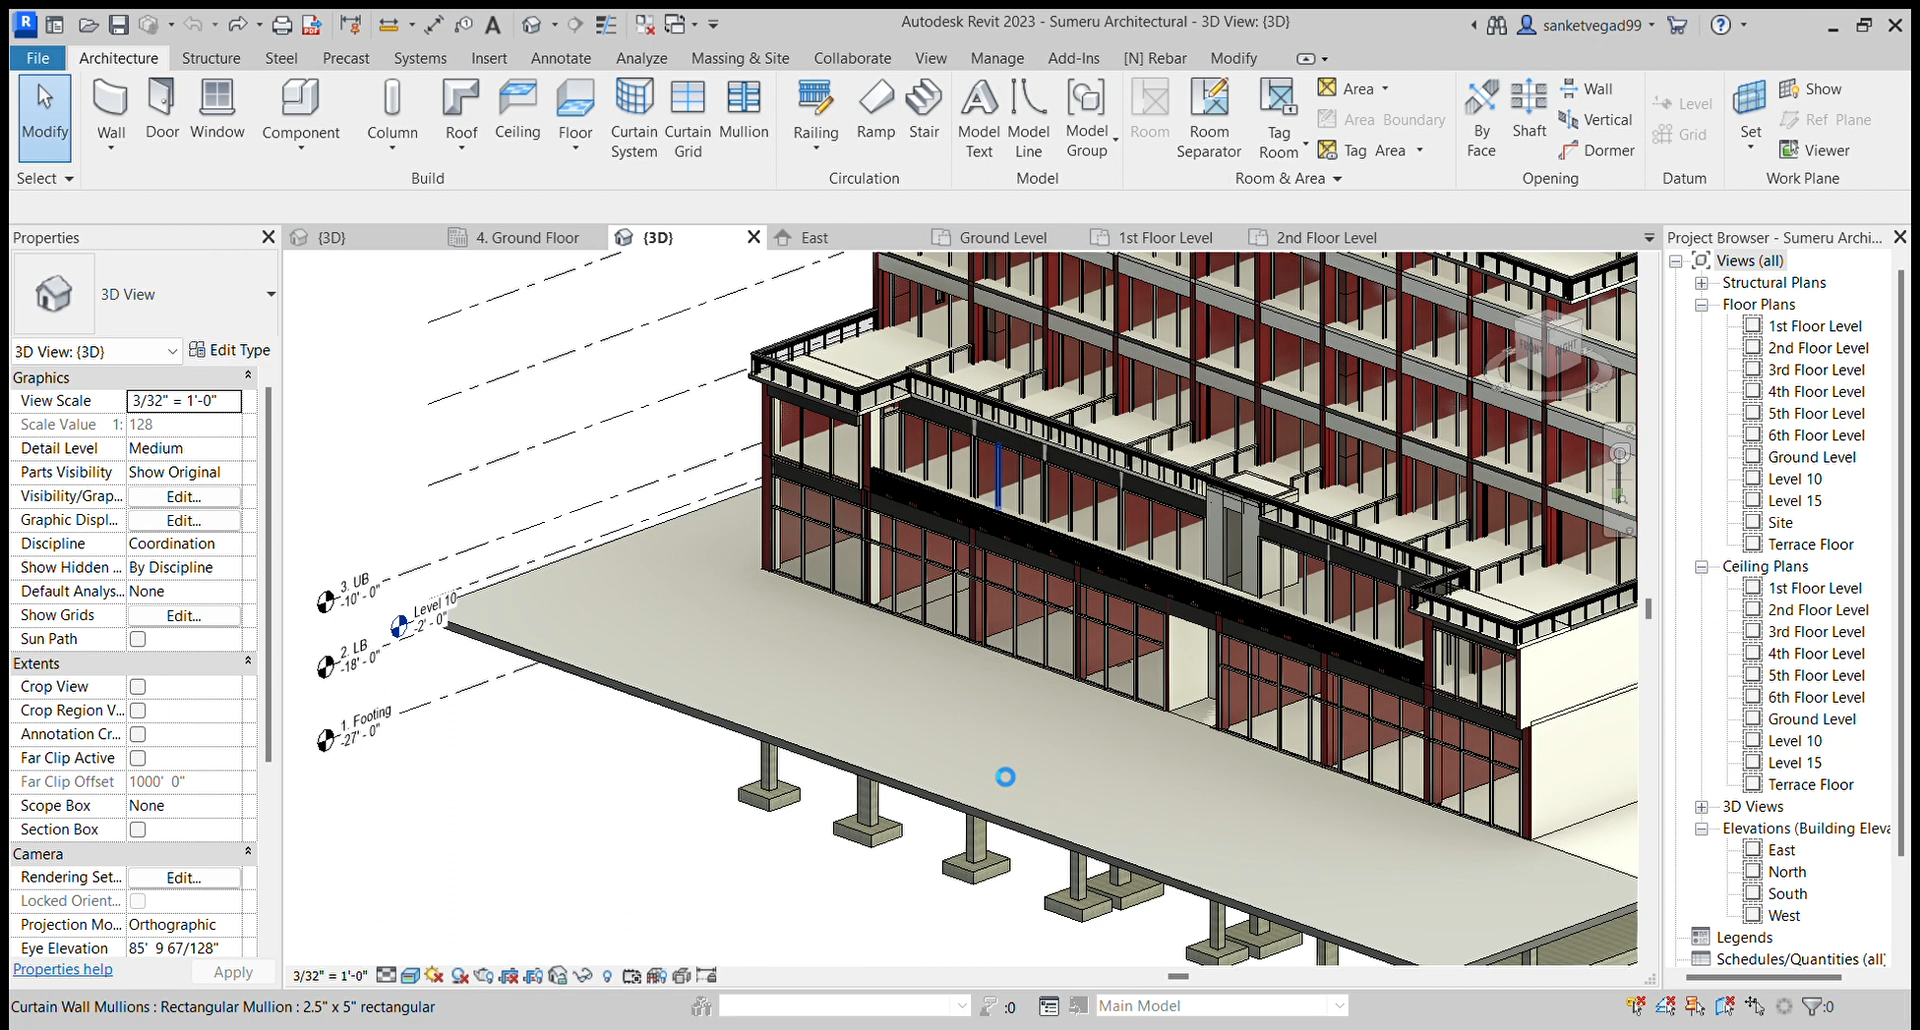 Autodesk Revit 2023 - Sumeru Architectural - 3D View: {3D}
sanketvegad99
File Architecture Structure Steel Precast Systems Insert Annotate Analyze Massing & Site Collaborate View Manage Add-Ins [N] Rebar Modify
Modify
Wall
Door
Window
Component
Column
Roof
Ceiling
Floor
Curtain
System
Curtain
Grid
Mullion
Railing
Ramp
Stair
Model
Text
Model
Line
Model
Group
Room
Room
Separator
Tag
Room
Area
Area Boundary
Tag Area
By
Face
Shaft
Wall
Vertical
Dormer
Level
Grid
Set
Show
Ref Plane
Viewer
Select
Build
Circulation
Model
Room & Area
Opening
Datum
Work Plane
Properties
3D View
3D View: {3D}
Edit Type
Graphics
View Scale 3/32" = 1'-0"
Scale Value 1: 128
Detail Level Medium
Parts Visibility Show Original
Visibility/Grap... Edit...
Graphic Displ... Edit...
Discipline Coordination
Show Hidden ... By Discipline
Default Analys... None
Show Grids Edit...
Sun Path
Extents
Crop View
Crop Region V...
Annotation Cr...
Far Clip Active
Far Clip Offset 1000' 0"
Scope Box None
Section Box
Camera
Rendering Set... Edit...
Locked Orient...
Projection Mo... Orthographic
Eye Elevation 85' 9 67/128"
Properties help
Apply
{3D}
4. Ground Floor
{3D}
East
Ground Level
1st Floor Level
2nd Floor Level
FRONT
RIGHT
3. UB
-10' - 0"
Level 10
-2' - 0"
2. LB
-18' - 0"
1. Footing
-27' - 0"
3/32" = 1'-0"
Project Browser - Sumeru Archi...
Views (all)
Structural Plans
Floor Plans
1st Floor Level
2nd Floor Level
3rd Floor Level
4th Floor Level
5th Floor Level
6th Floor Level
Ground Level
Level 10
Level 15
Site
Terrace Floor
Ceiling Plans
1st Floor Level
2nd Floor Level
3rd Floor Level
4th Floor Level
5th Floor Level
6th Floor Level
Ground Level
Level 10
Level 15
Terrace Floor
3D Views
Elevations (Building Eleva
East
North
South
West
Legends
Schedules/Quantities (all)
Curtain Wall Mullions : Rectangular Mullion : 2.5" x 5" rectangular
:0
Main Model
:0